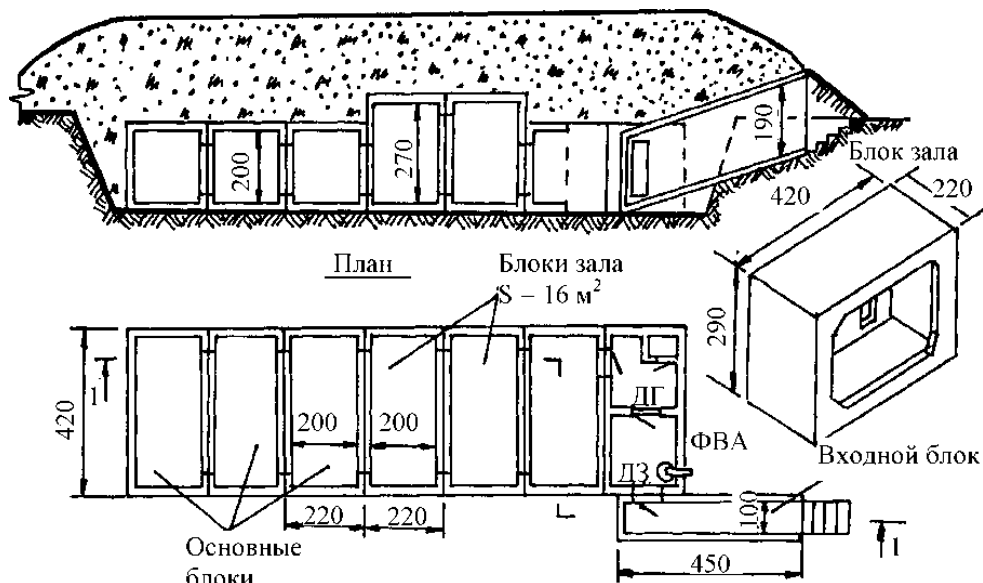 200
270
190
Блок зала
420
220
290
План
Блоки зала
S – 16 м²
420
1
200
200
ДГ
ФВА
ДЗ
Входной блок
220
220
100
1
450
Основные
блоки